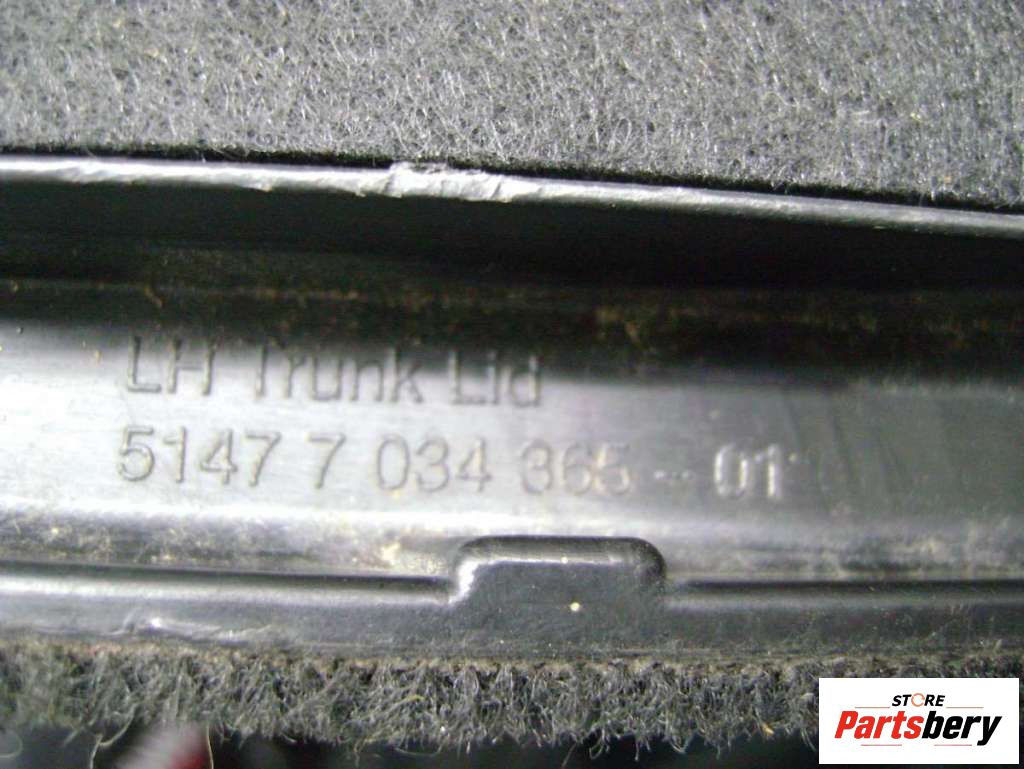 LH Trunk Lid
5147 7 034 365-01
STORE
Partsbery